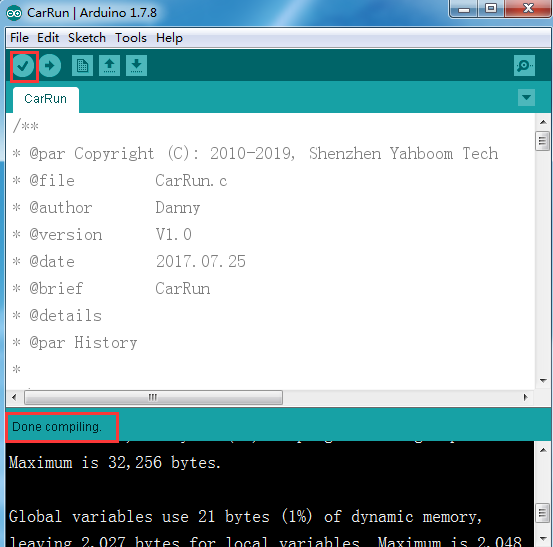 CarRun | Arduino 1.7.8
File Edit Sketch Tools Help
CarRun
/**
* @par Copyright (C): 2010-2019, Shenzhen Yahboom Tech
* @file CarRun.c
* @author Danny
* @version V1.0
* @date 2017.07.25
* @brief CarRun
* @details
* @par History
*
Done compiling.
Maximum is 32,256 bytes.
Global variables use 21 bytes (1%) of dynamic memory,
leaving 2,027 bytes for local variables. Maximum is 2,048